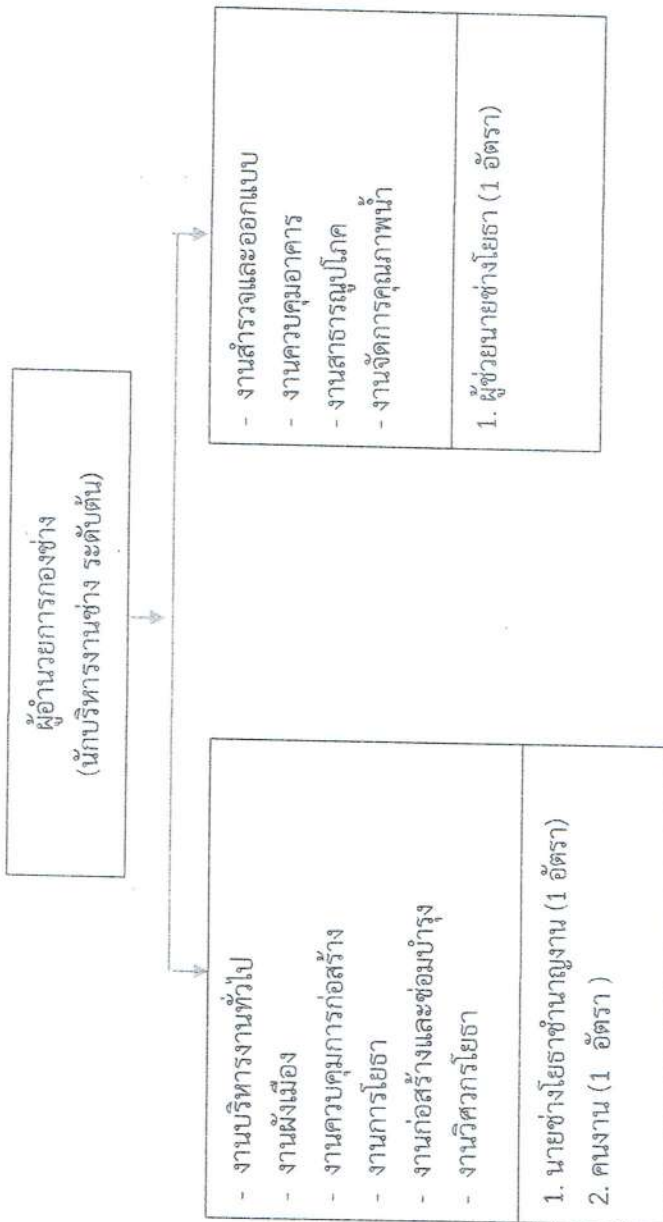 ผู้อำนวยการกองช่าง
(นักบริหารงานช่าง ระดับต้น)
- งานบริหารงานทั่วไป
- งานผังเมือง
- งานควบคุมการก่อสร้าง
- งานการโยธา
- งานก่อสร้างและซ่อมบำรุง
- งานวิศวกรโยธา
1. นายช่างโยธาชำนาญงาน (1 อัตรา)
2. คนงาน (1 อัตรา )
- งานสำรวจและออกแบบ
- งานควบคุมอาคาร
- งานสาธารณูปโภค
- งานจัดการคุณภาพน้ำ
1. ผู้ช่วยนายช่างโยธา (1 อัตรา)